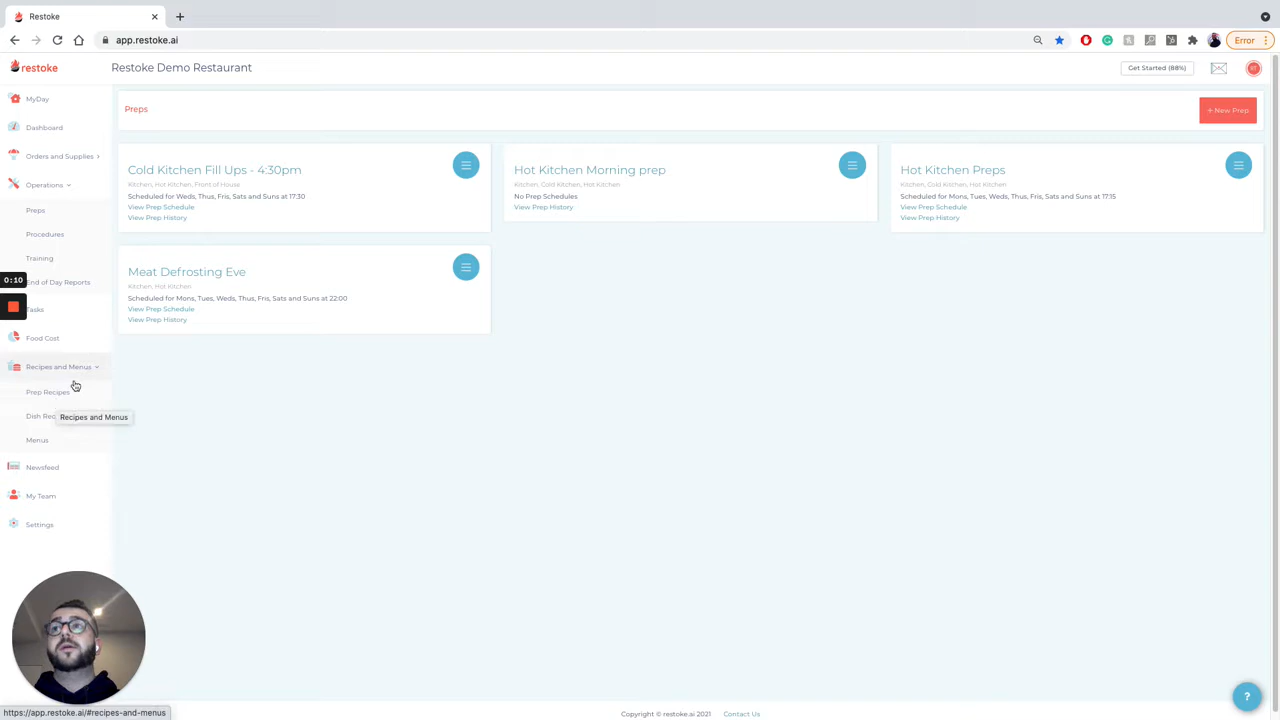 Restoke
app.restoke.ai
Error
restoke
Restoke Demo Restaurant
Get Started (88%)
MyDay
Dashboard
Orders and Supplies
Operations
Preps
Procedures
Training
0:10
End of Day Reports
Tasks
Food Cost
Recipes and Menus
Prep Recipes
Dish Rec
Recipes and Menus
Menus
Newsfeed
My Team
Settings
Preps
+ New Prep
Cold Kitchen Fill Ups - 4:30pm
Kitchen, Hot Kitchen, Front of House
Scheduled for Weds, Thus, Fris, Sats and Suns at 17:30
View Prep Schedule
View Prep History
Hot Kitchen Morning prep
Kitchen, Cold Kitchen, Hot Kitchen
No Prep Schedules
View Prep History
Hot Kitchen Preps
Kitchen, Cold Kitchen, Hot Kitchen
Scheduled for Mons, Tues, Weds, Thus, Fris, Sats and Suns at 17:15
View Prep Schedule
View Prep History
Meat Defrosting Eve
Kitchen, Hot Kitchen
Scheduled for Mons, Tues, Weds, Thus, Fris, Sats and Suns at 22:00
View Prep Schedule
View Prep History
?
https://app.restoke.ai/#recipes-and-menus
Copyright © restoke.ai 2021
Contact Us